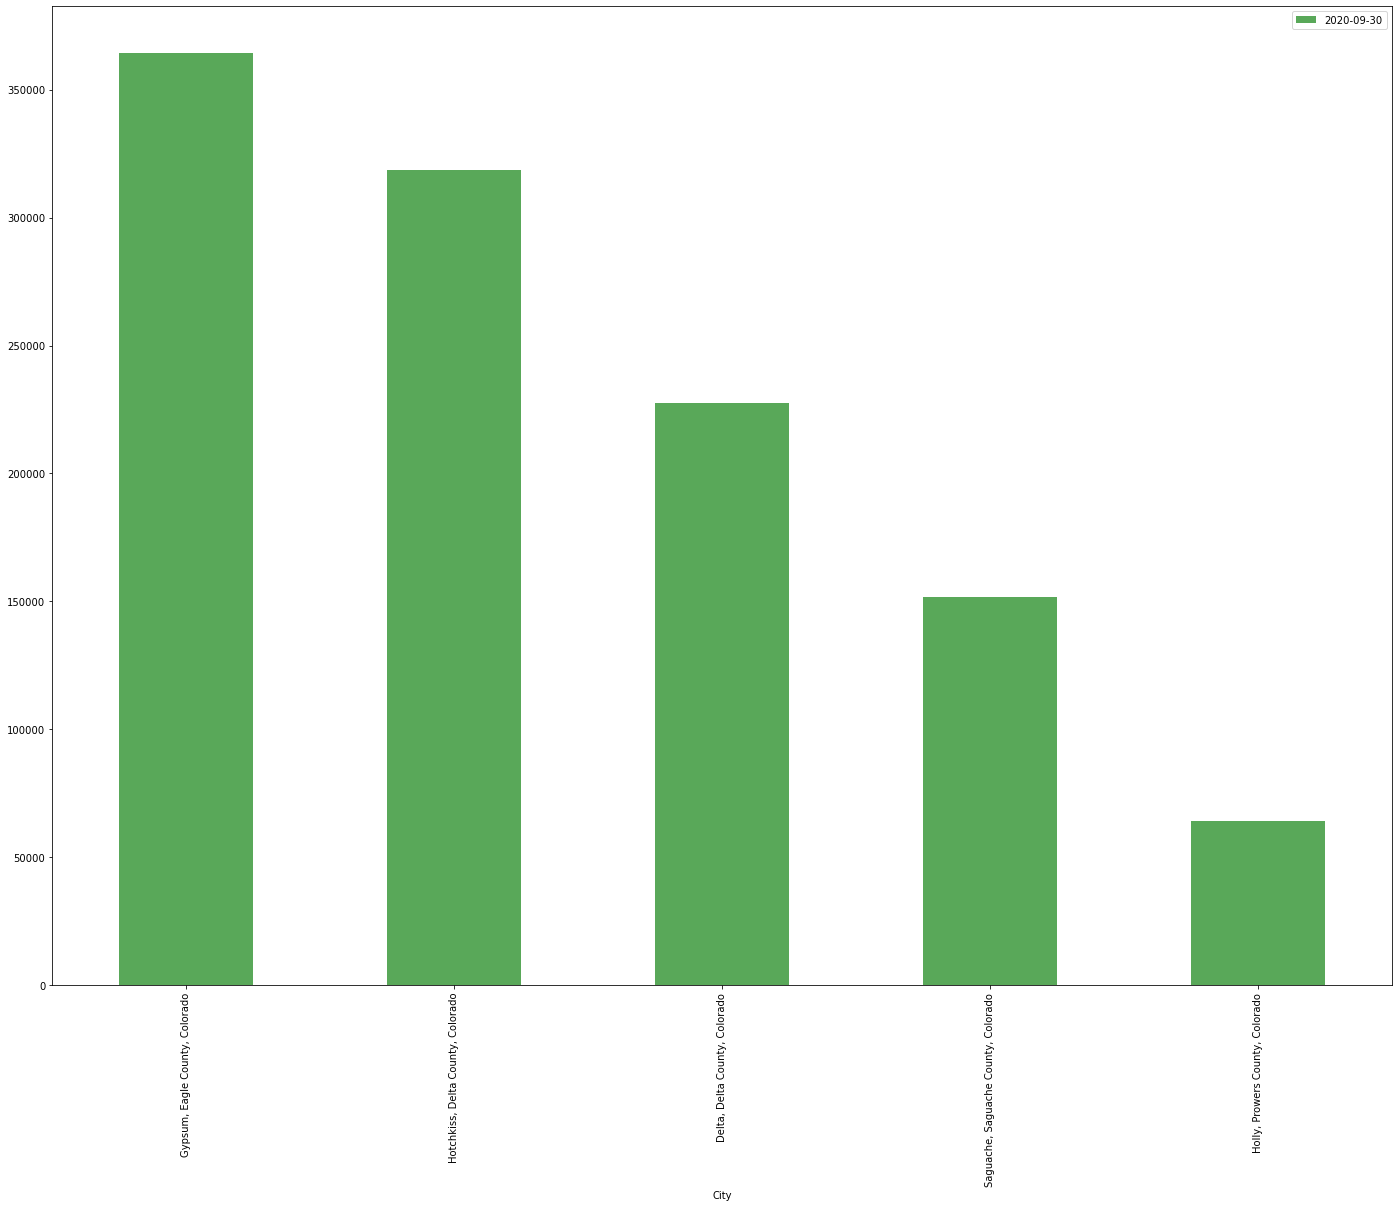 2020-09-30
350000
300000
250000
200000
150000
100000
50000
0
Gypsum, Eagle County, Colorado
Hotchkiss, Delta County, Colorado
Delta, Delta County, Colorado
Saguache, Saguache County, Colorado
Holly, Prowers County, Colorado
City